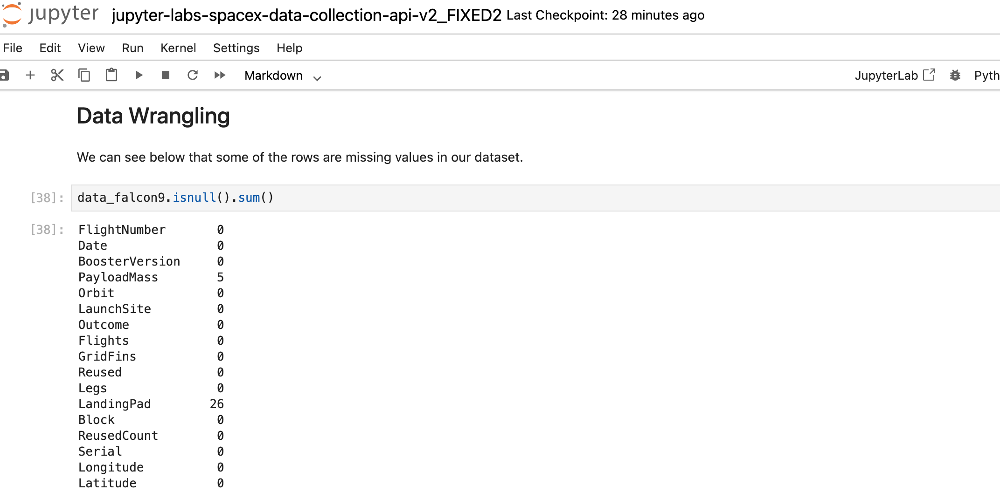 jupyter jupyter-labs-spacex-data-collection-api-v2_FIXED2 Last Checkpoint: 28 minutes ago
File Edit View Run Kernel Settings Help
Markdown JupyterLab Pyth
Data Wrangling
We can see below that some of the rows are missing values in our dataset.
[38]: data_falcon9.isnull().sum()
[38]: FlightNumber 0
Date 0
BoosterVersion 0
PayloadMass 5
Orbit 0
LaunchSite 0
Outcome 0
Flights 0
GridFins 0
Reused 0
Legs 0
LandingPad 26
Block 0
ReusedCount 0
Serial 0
Longitude 0
Latitude 0